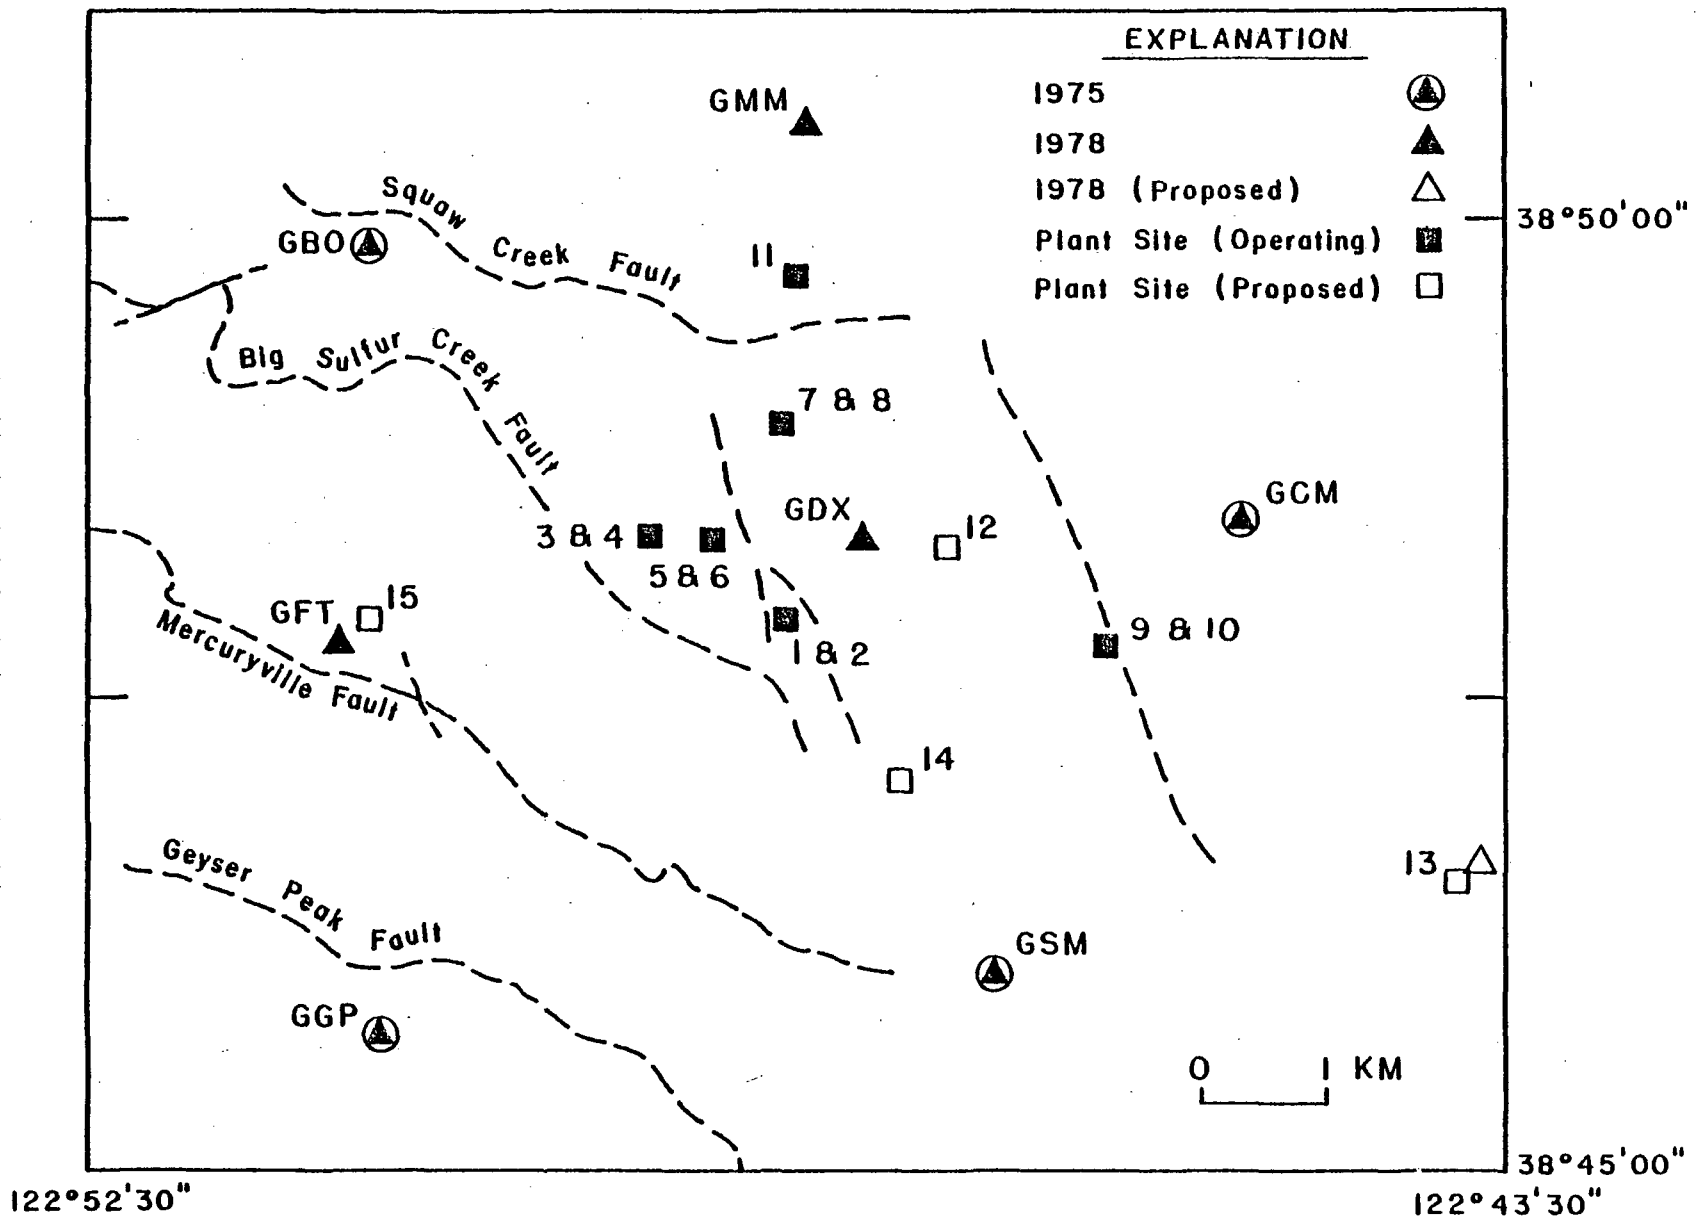 EXPLANATION
1975
1978
1978 (Proposed)
Plant Site (Operating)
Plant Site (Proposed)
GMM
38°50'00"
Squaw Creek Fault
GBO
11
Big Sulfur Creek Fault
7 & 8
GCM
GDX
12
3 & 4
5 & 6
15
GFT
9 & 10
1 & 2
Mercuryville Fault
14
13
Geyser Peak Fault
GSM
GGP
0 1 KM
38°45'00"
122°52'30"
122°43'30"